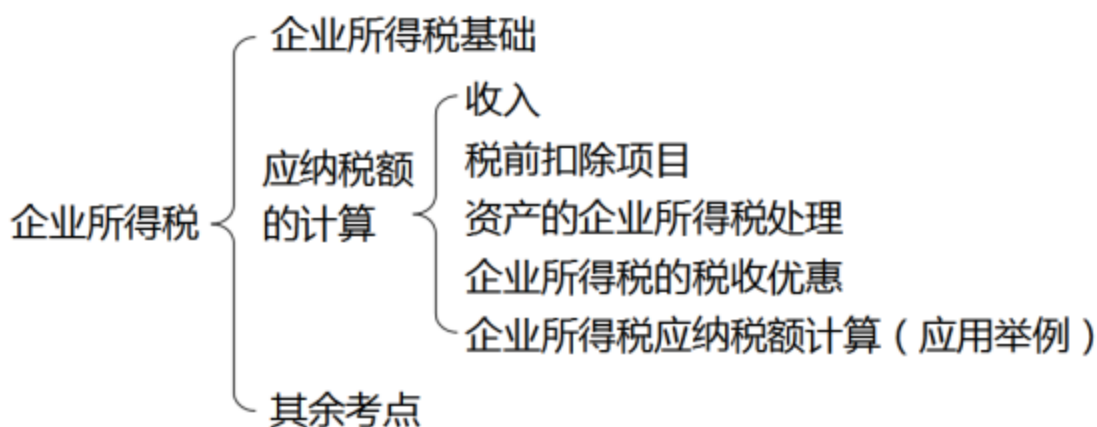 企业所得税基础
收入
应纳税额
税前扣除项目
企业所得税
的计算
资产的企业所得税处理
企业所得税的税收优惠
企业所得税应纳税额计算（应用举例）
其余考点